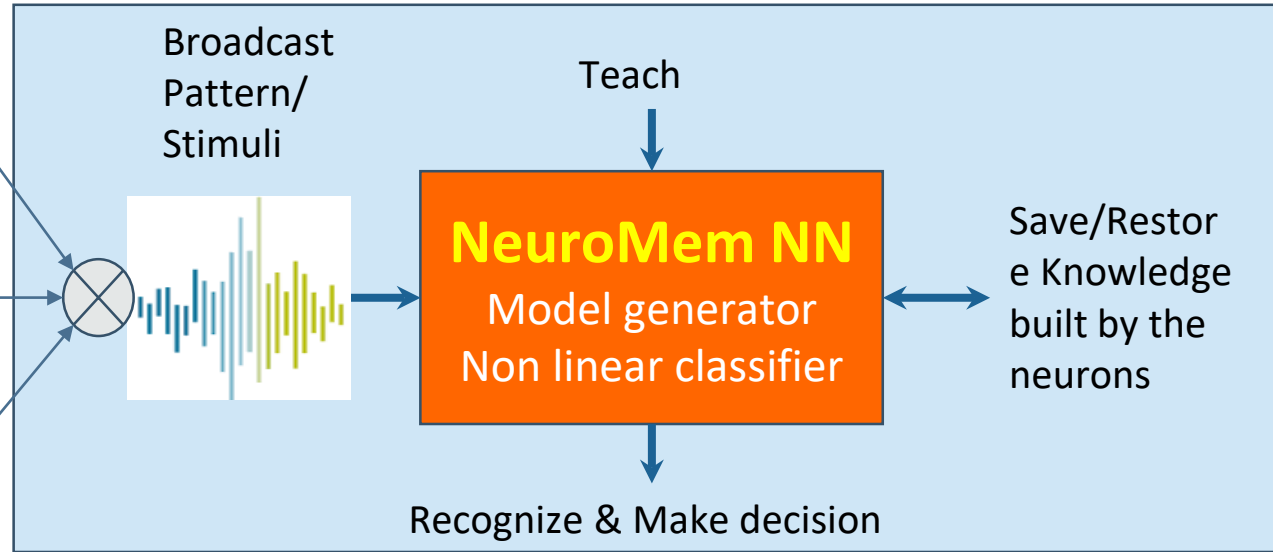 Broadcast
Pattern/
Stimuli
Teach
NeuroMem NN
Model generator
Non linear classifier
Save/Restor
e Knowledge
built by the
neurons
Recognize & Make decision